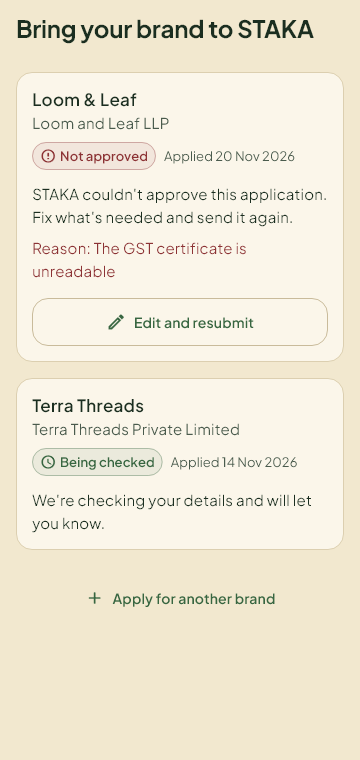 Bring your brand to STAKA
Loom & Leaf
Loom and Leaf LLP
Not approved Applied 20 Nov 2026
STAKA couldn't approve this application.
Fix what's needed and send it again.
Reason: The GST certificate is
unreadable
Edit and resubmit
Terra Threads
Terra Threads Private Limited
Being checked Applied 14 Nov 2026
We're checking your details and will let
you know.
Apply for another brand